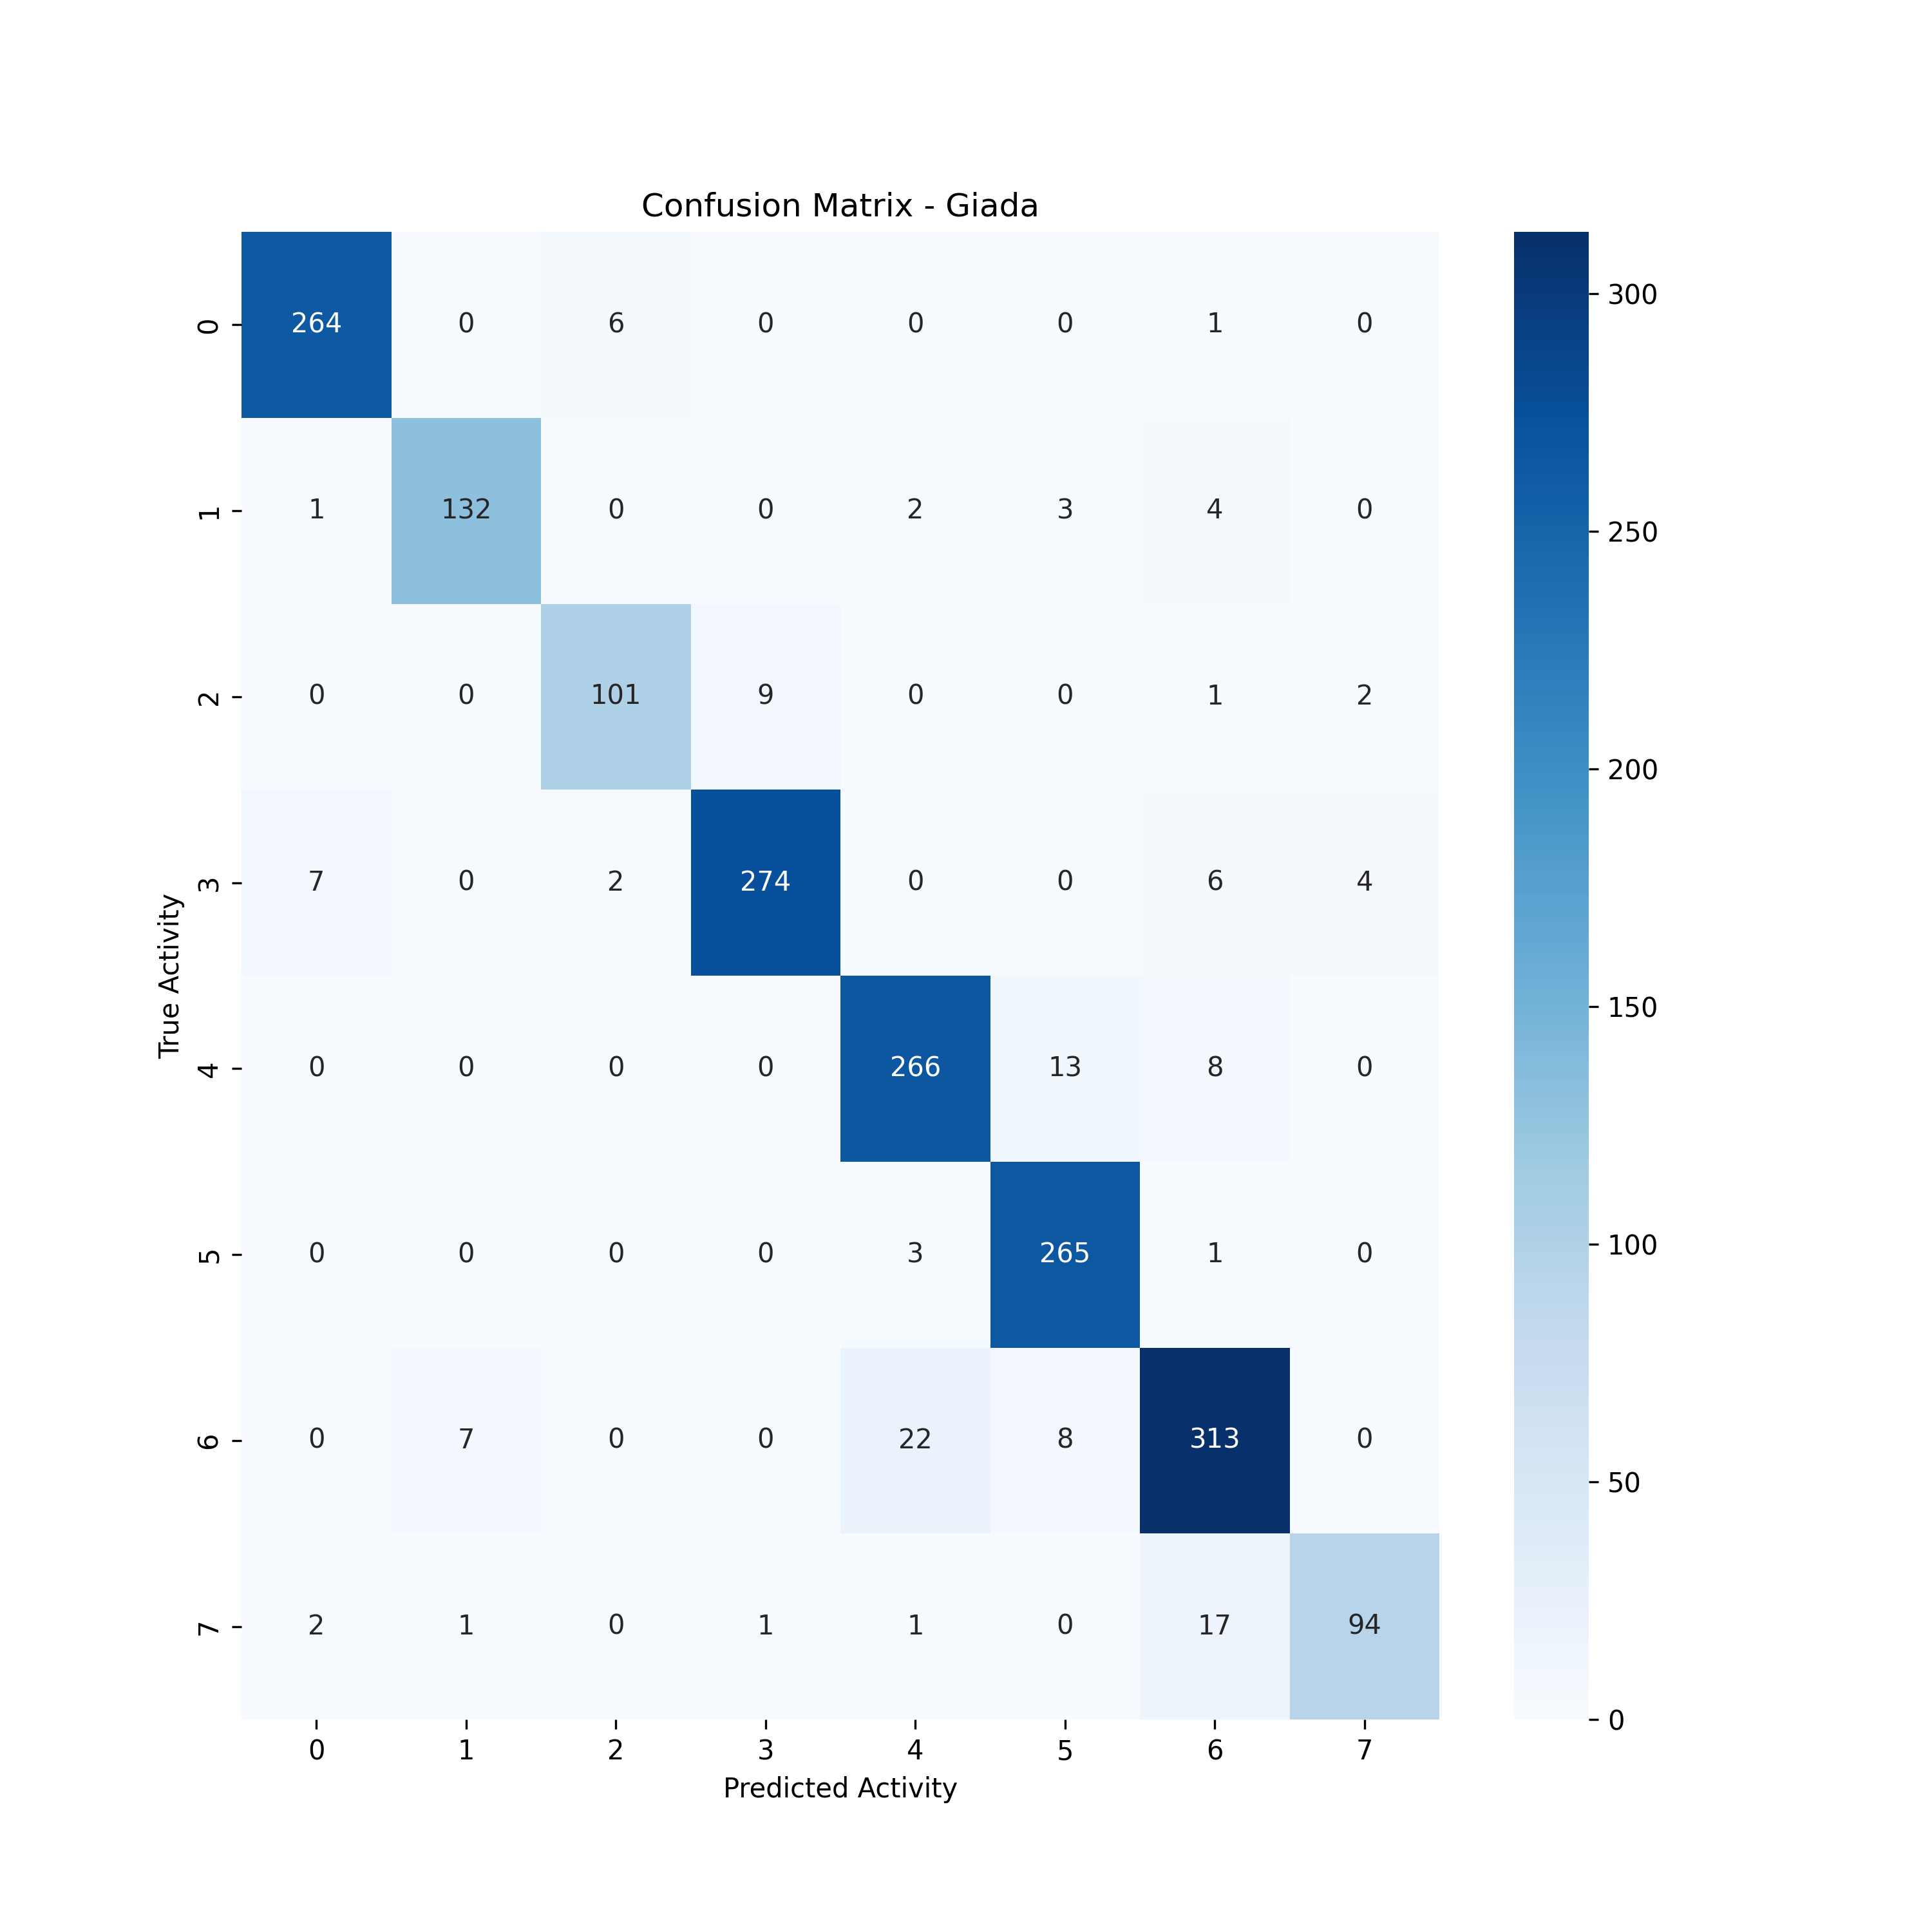 Confusion Matrix - Giada
0 264 0 6 0 0 0 1 0
1 1 132 0 0 2 3 4 0
2 0 0 101 9 0 0 1 2
3 7 0 2 274 0 0 6 4
4 0 0 0 0 266 13 8 0
5 0 0 0 0 3 265 1 0
6 0 7 0 0 22 8 313 0
7 2 1 0 1 1 0 17 94
0 1 2 3 4 5 6 7
Predicted Activity
True Activity
300
250
200
150
100
50
0